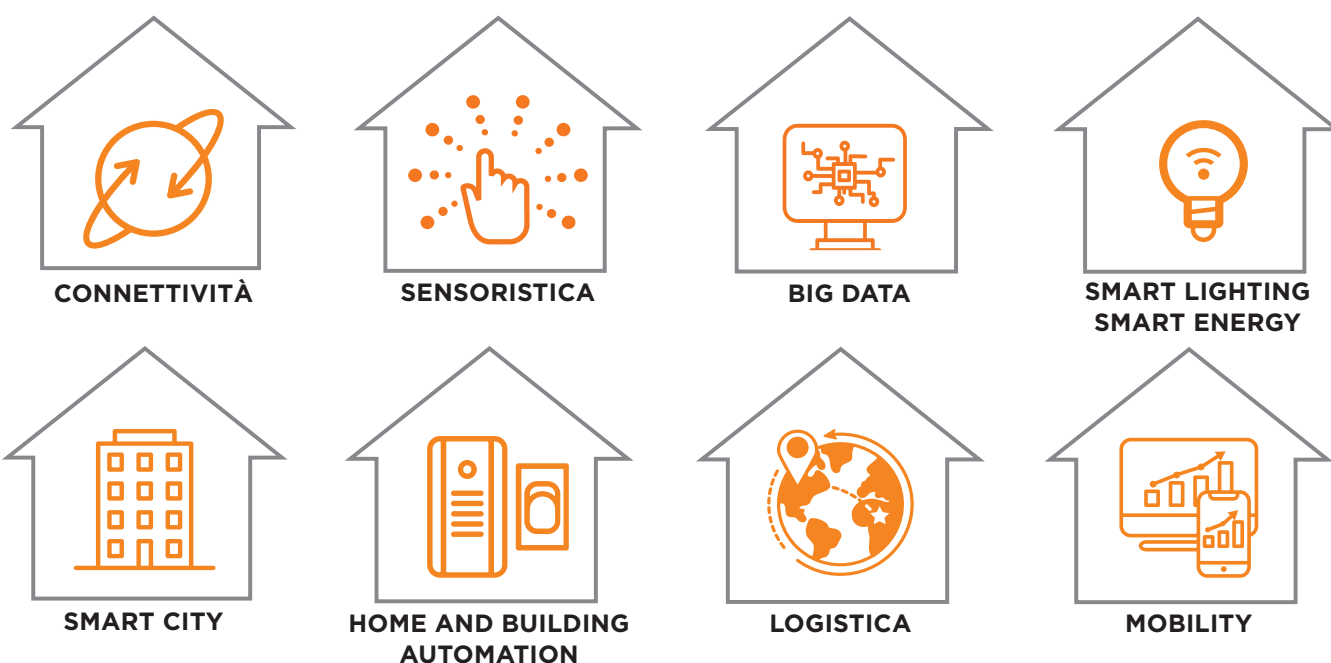 CONNETTIVITÀ
SENSORISTICA
BIG DATA
SMART LIGHTING
SMART ENERGY
SMART CITY
HOME AND BUILDING
AUTOMATION
LOGISTICA
MOBILITY